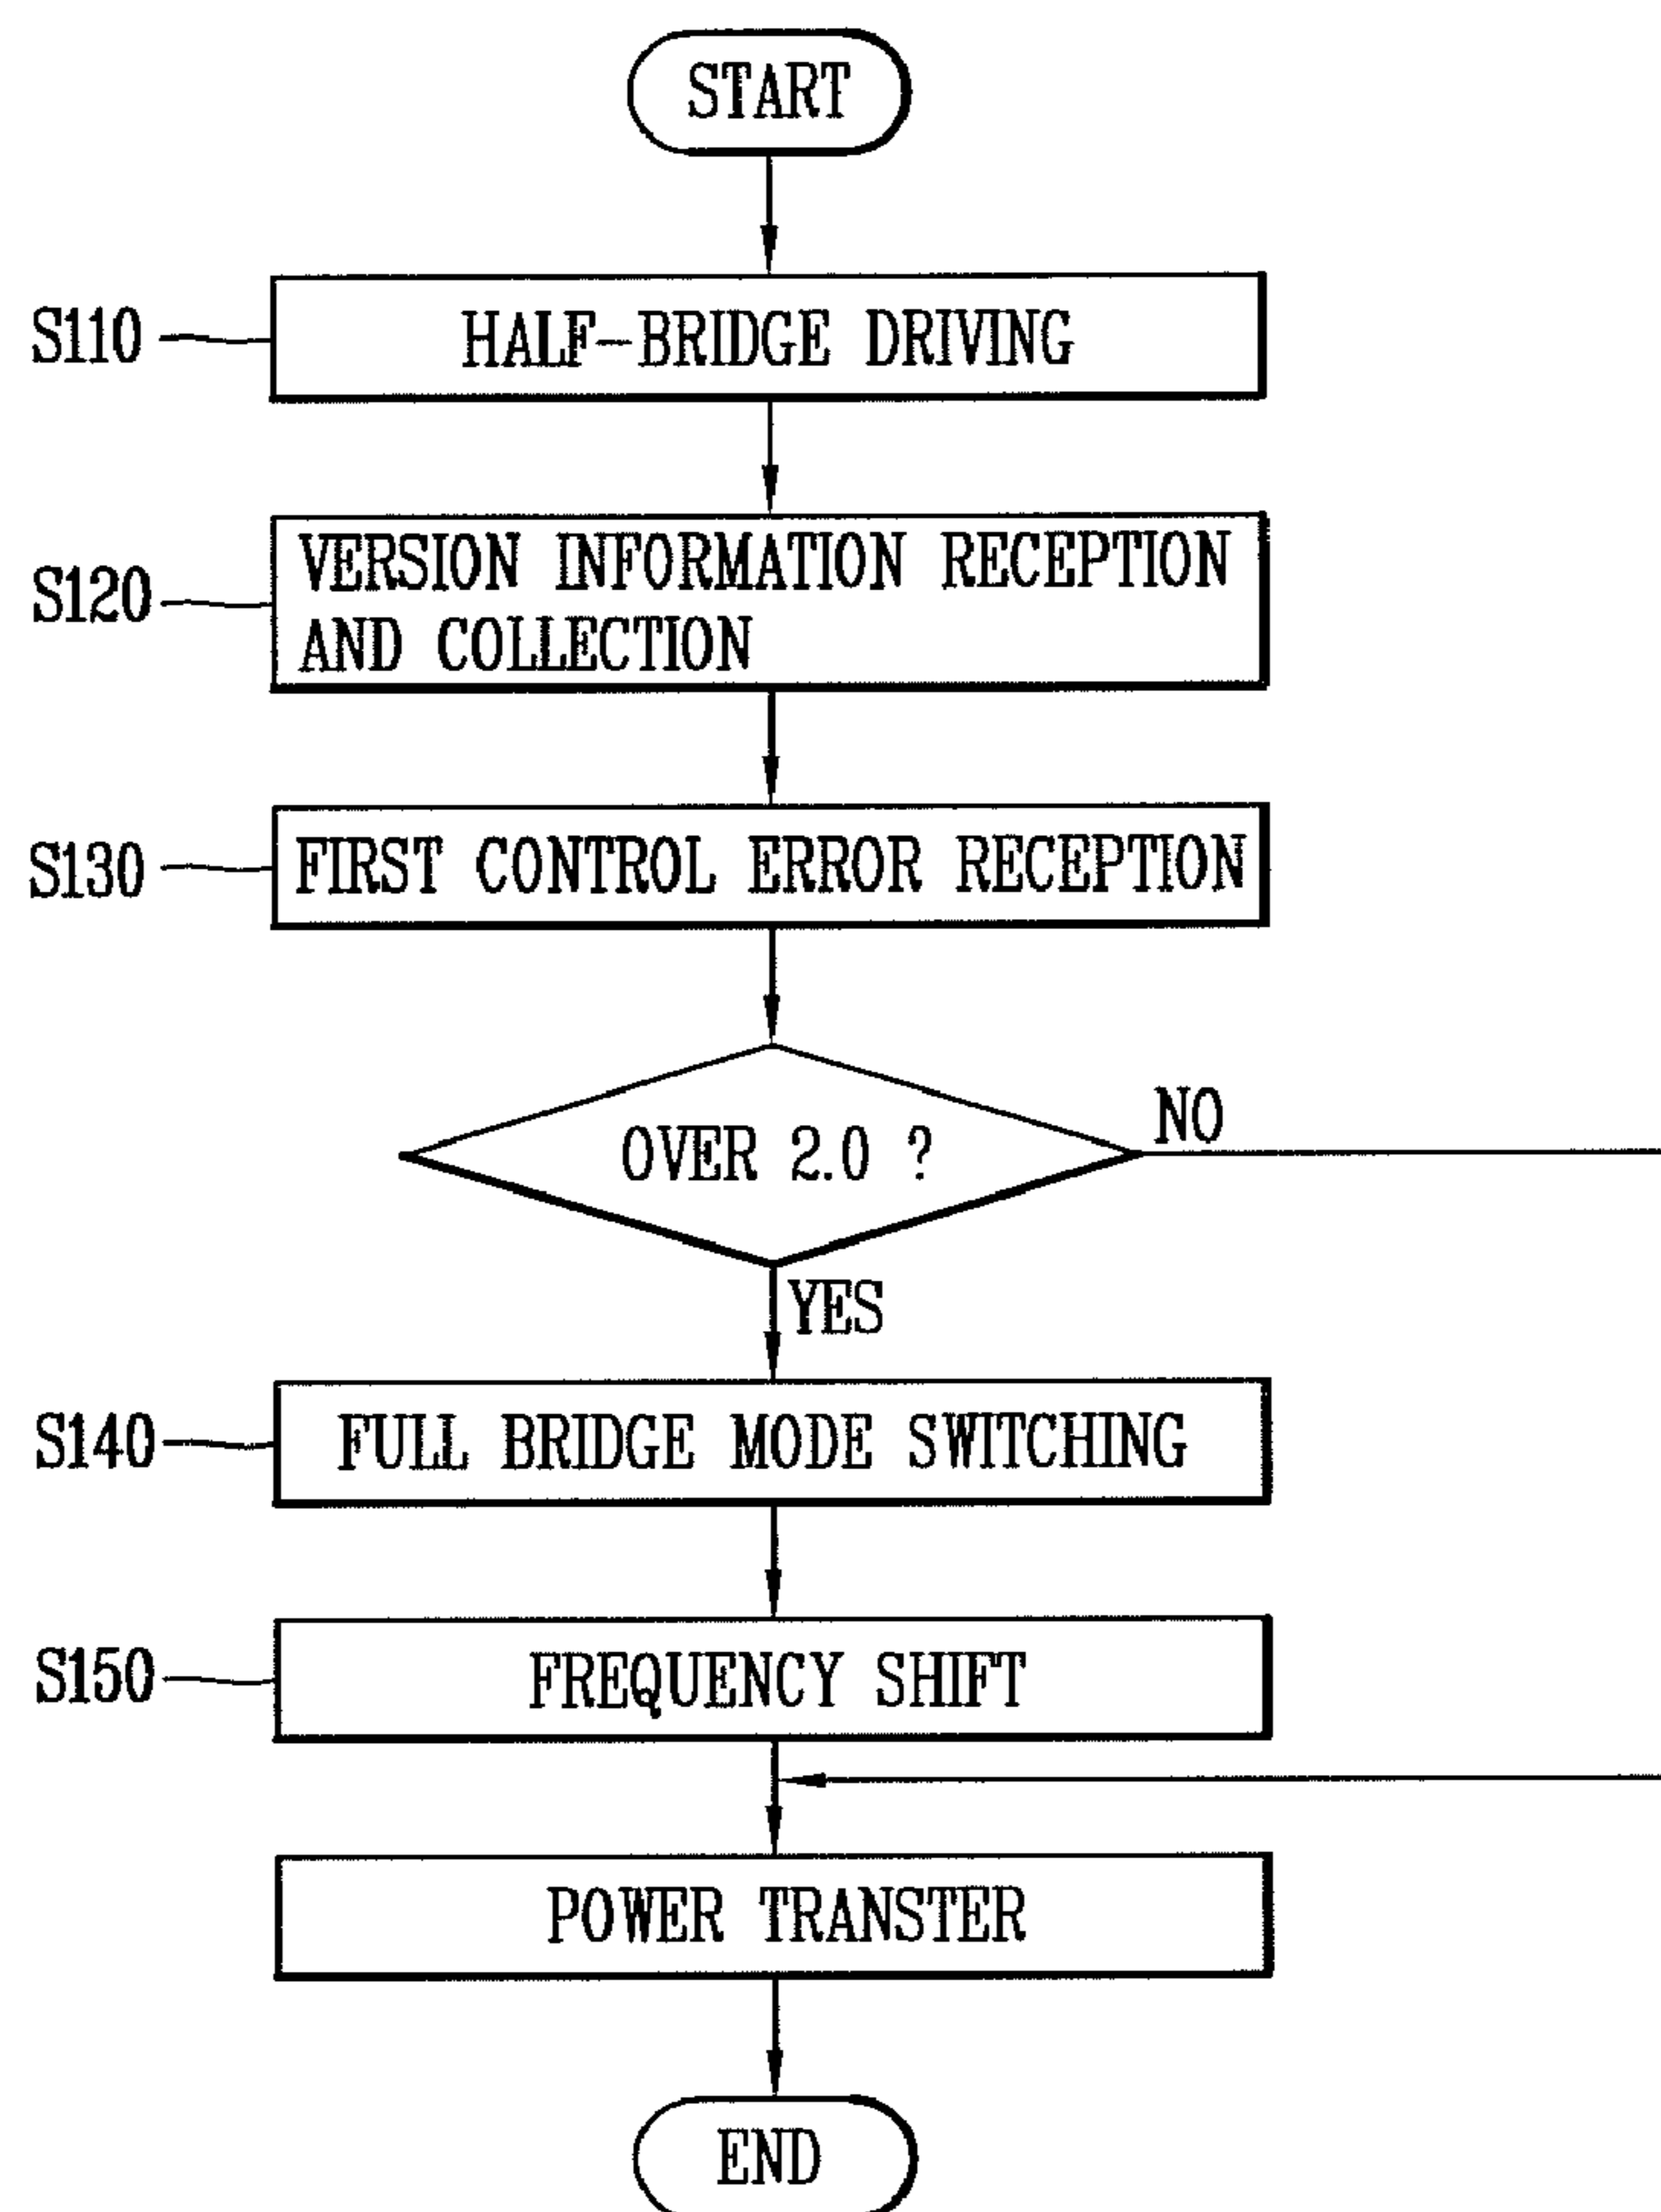 START
S110
HALF-BRIDGE DRIVING
S120
VERSION INFORMATION RECEPTION
AND COLLECTION
S130
FIRST CONTROL ERROR RECEPTION
OVER 2.0 ?
NO
YES
S140
FULL BRIDGE MODE SWITCHING
S150
FREQUENCY SHIFT
POWER TRANSTER
END